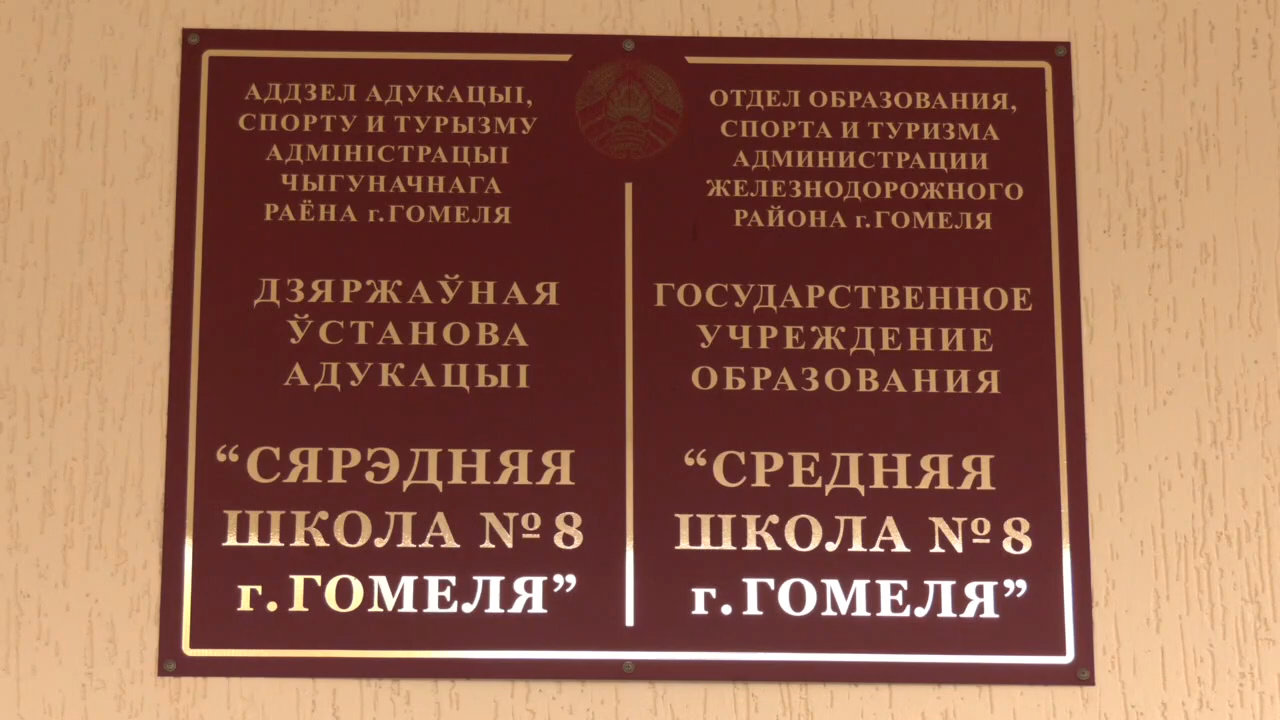 АДДЗЕЛ АДУКАЦЫІ,
СПОРТУ И ТУРЫЗМУ
АДМІНІСТРАЦЫІ
ЧЫГУНАЧНАГА
РАЁНА г.ГОМЕЛЯ
ДЗЯРЖАЎНАЯ
ЎСТАНОВА
АДУКАЦЫІ
“СЯРЭДНЯЯ
ШКОЛА №8
г.ГОМЕЛЯ”
ОТДЕЛ ОБРАЗОВАНИЯ,
СПОРТА И ТУРИЗМА
АДМИНИСТРАЦИИ
ЖЕЛЕЗНОДОРОЖНОГО
РАЙОНА г.ГОМЕЛЯ
ГОСУДАРСТВЕННОЕ
УЧРЕЖДЕНИЕ
ОБРАЗОВАНИЯ
“СРЕДНЯЯ
ШКОЛА №8
г.ГОМЕЛЯ”